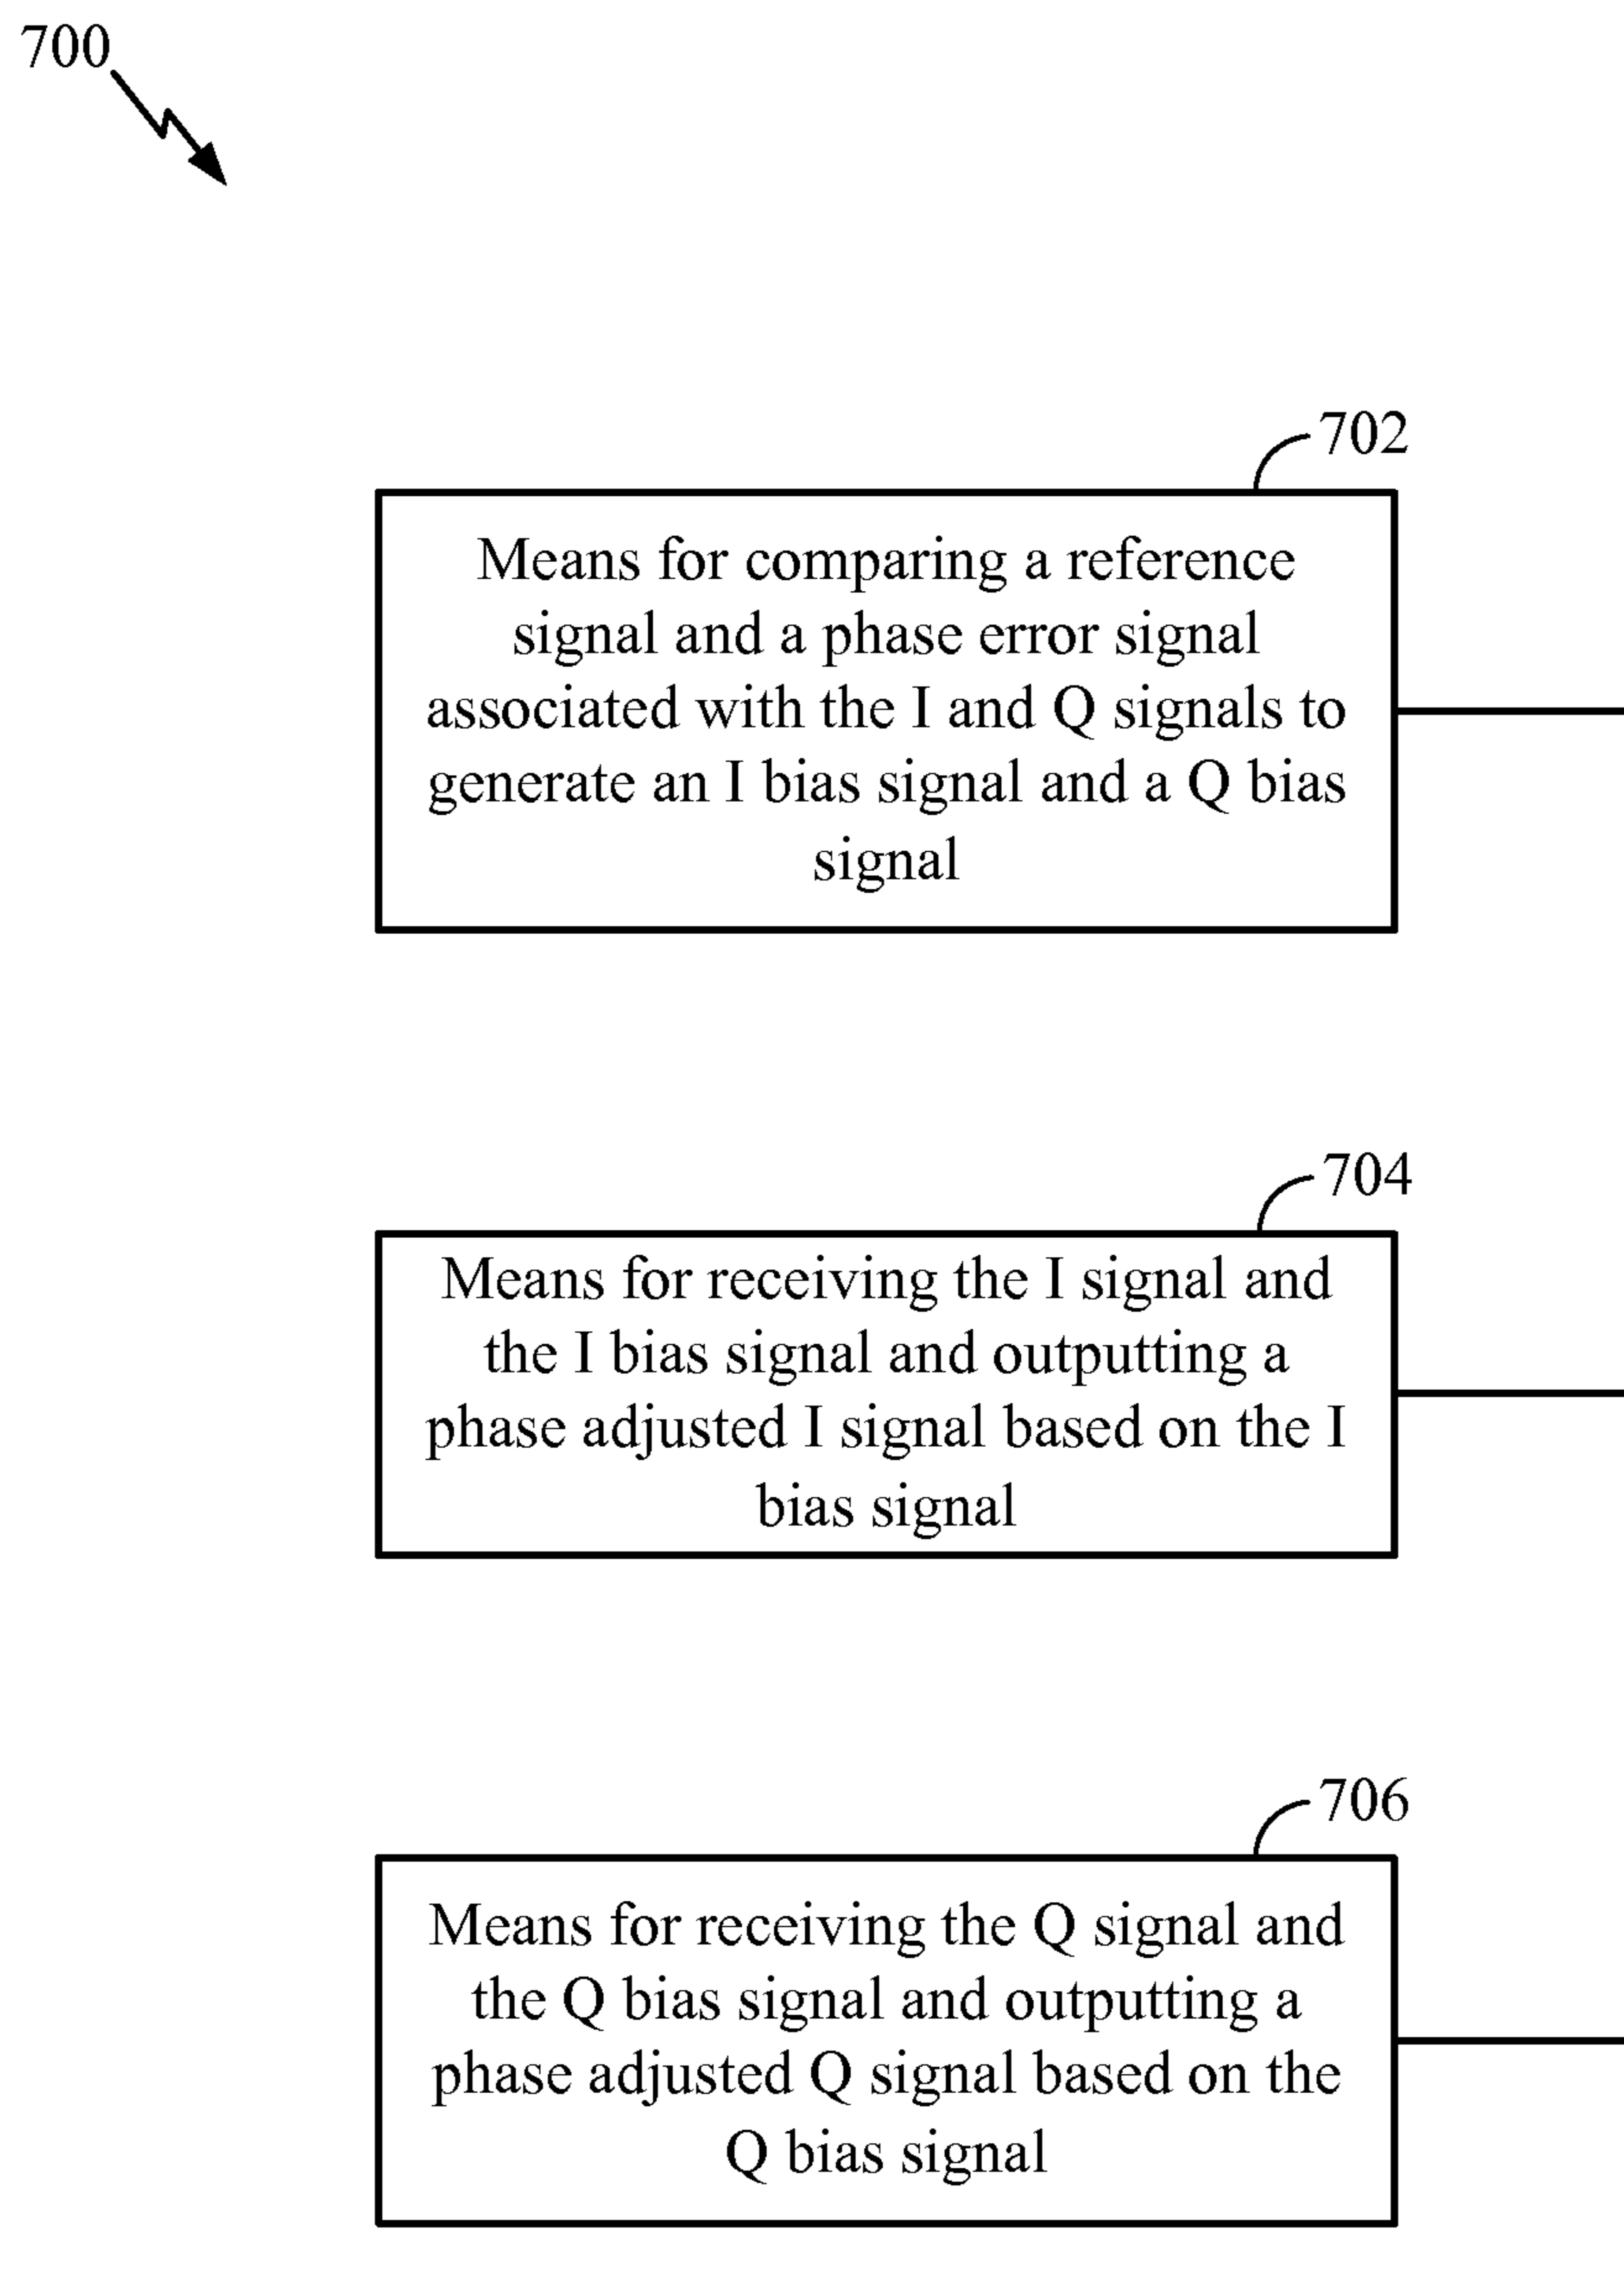 700
702
Means for comparing a reference
signal and a phase error signal
associated with the I and Q signals to
generate an I bias signal and a Q bias
signal
704
Means for receiving the I signal and
the I bias signal and outputting a
phase adjusted I signal based on the I
bias signal
706
Means for receiving the Q signal and
the Q bias signal and outputting a
phase adjusted Q signal based on the
Q bias signal